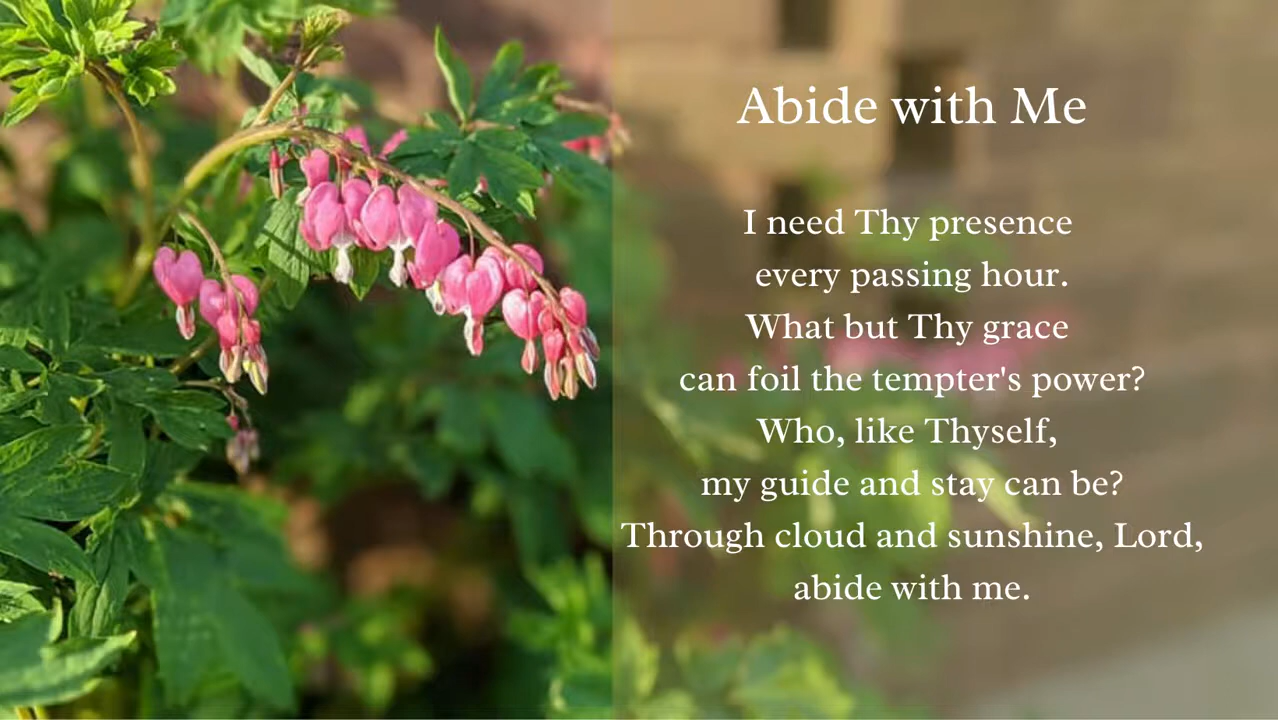 Abide with Me
I need Thy presence
every passing hour.
What but Thy grace
can foil the tempter's power?
Who, like Thyself,
my guide and stay can be?
Through cloud and sunshine, Lord,
abide with me.